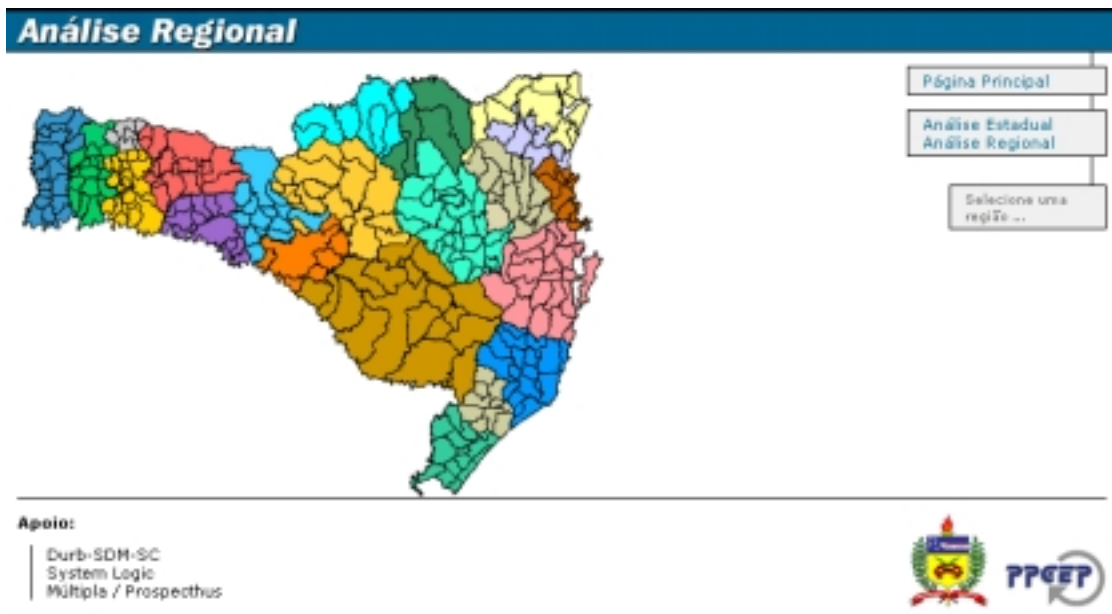 Análise Regional
Página Principal
Análise Estadual
Análise Regional
Selecione uma
região ...
Apoio:
Durb-SDM-SC
System Logic
Múltipla / Prospecthus
PPGEP